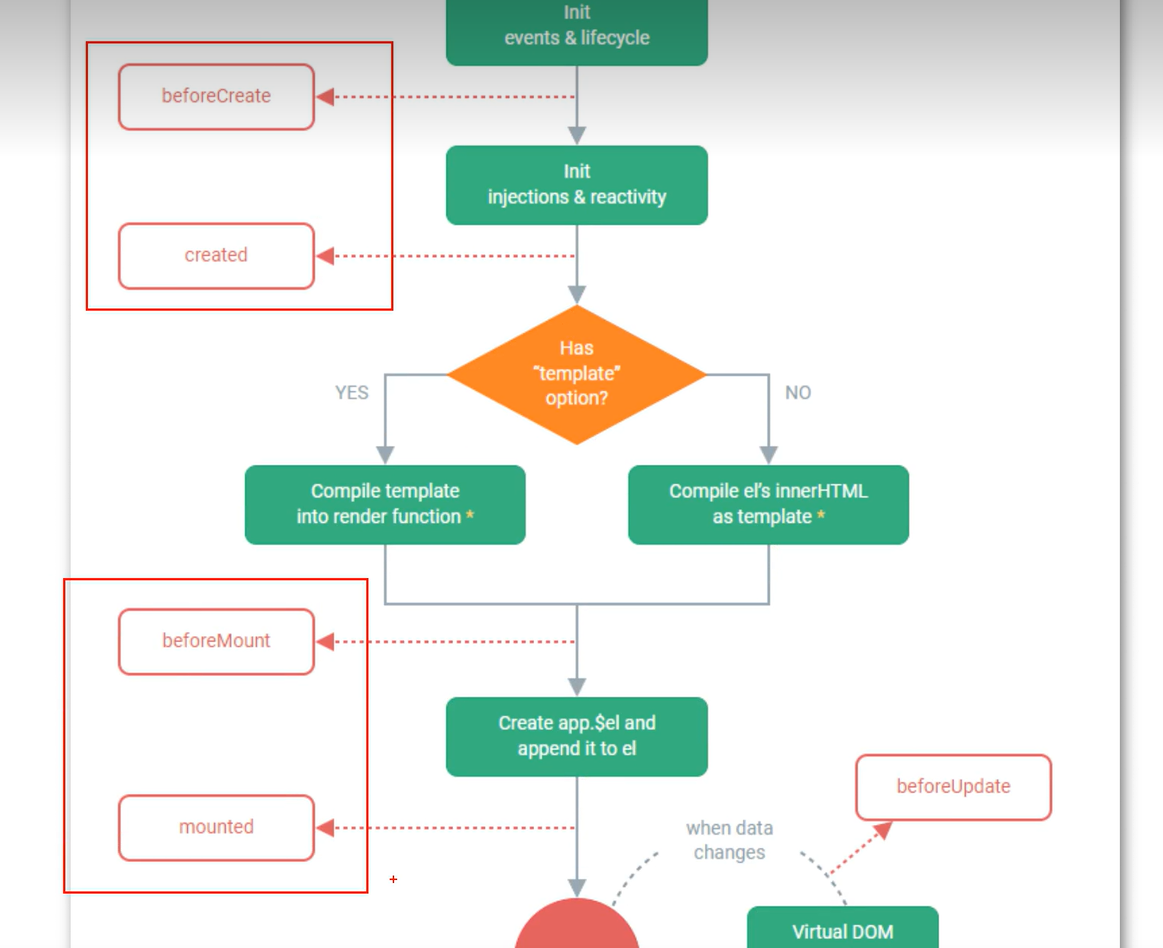 Init
events & lifecycle
beforeCreate
Init
injections & reactivity
created
Has
“template”
option?
YES
NO
Compile template
into render function *
Compile el’s innerHTML
as template *
beforeMount
Create app.$el and
append it to el
beforeUpdate
mounted
when data
changes
Virtual DOM